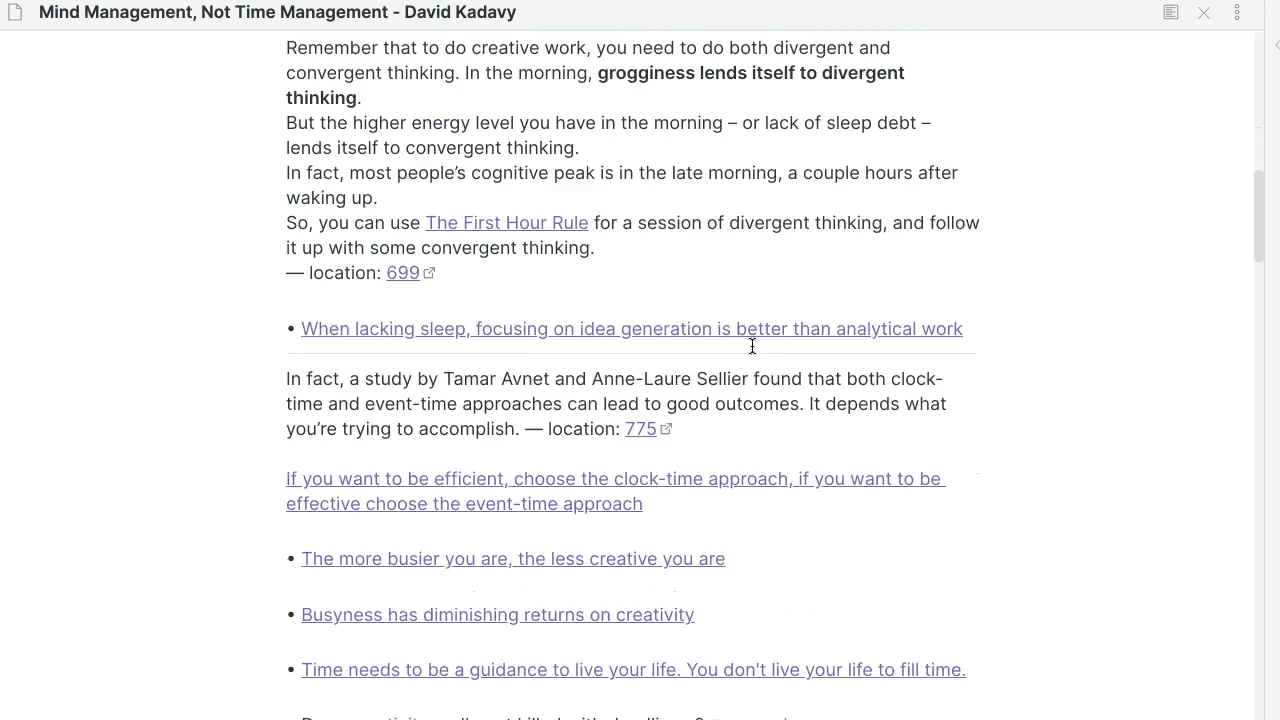 Mind Management, Not Time Management - David Kadavy
Remember that to do creative work, you need to do both divergent and
convergent thinking. In the morning, grogginess lends itself to divergent
thinking.
But the higher energy level you have in the morning – or lack of sleep debt –
lends itself to convergent thinking.
In fact, most people’s cognitive peak is in the late morning, a couple hours after
waking up.
So, you can use The First Hour Rule for a session of divergent thinking, and follow
it up with some convergent thinking.
— location: 699
• When lacking sleep, focusing on idea generation is better than analytical work
In fact, a study by Tamar Avnet and Anne-Laure Sellier found that both clock-
time and event-time approaches can lead to good outcomes. It depends what
you’re trying to accomplish. — location: 775
If you want to be efficient, choose the clock-time approach, if you want to be
effective choose the event-time approach
• The more busier you are, the less creative you are
• Busyness has diminishing returns on creativity
• Time needs to be a guidance to live your life. You don't live your life to fill time.